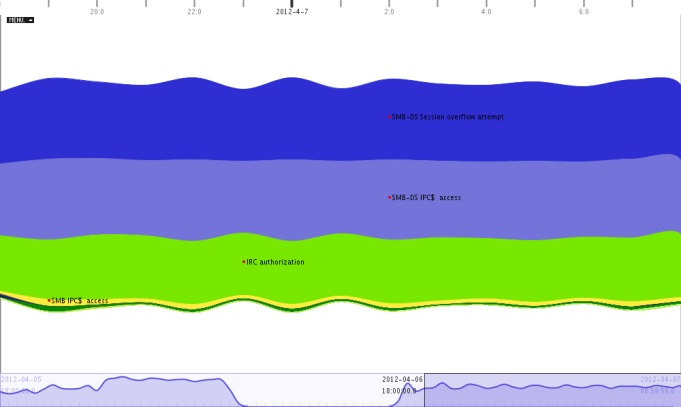 20:0 22:0 2012-4-7 2:0 4:0 6:0
MENU:
SMB-DS Session overflow attempt
SMB-DS IPC$ access
IRC authorization
SMB IPC$ access
2012-04-05 2012-04-06 2012-04-07
18:00:00.0